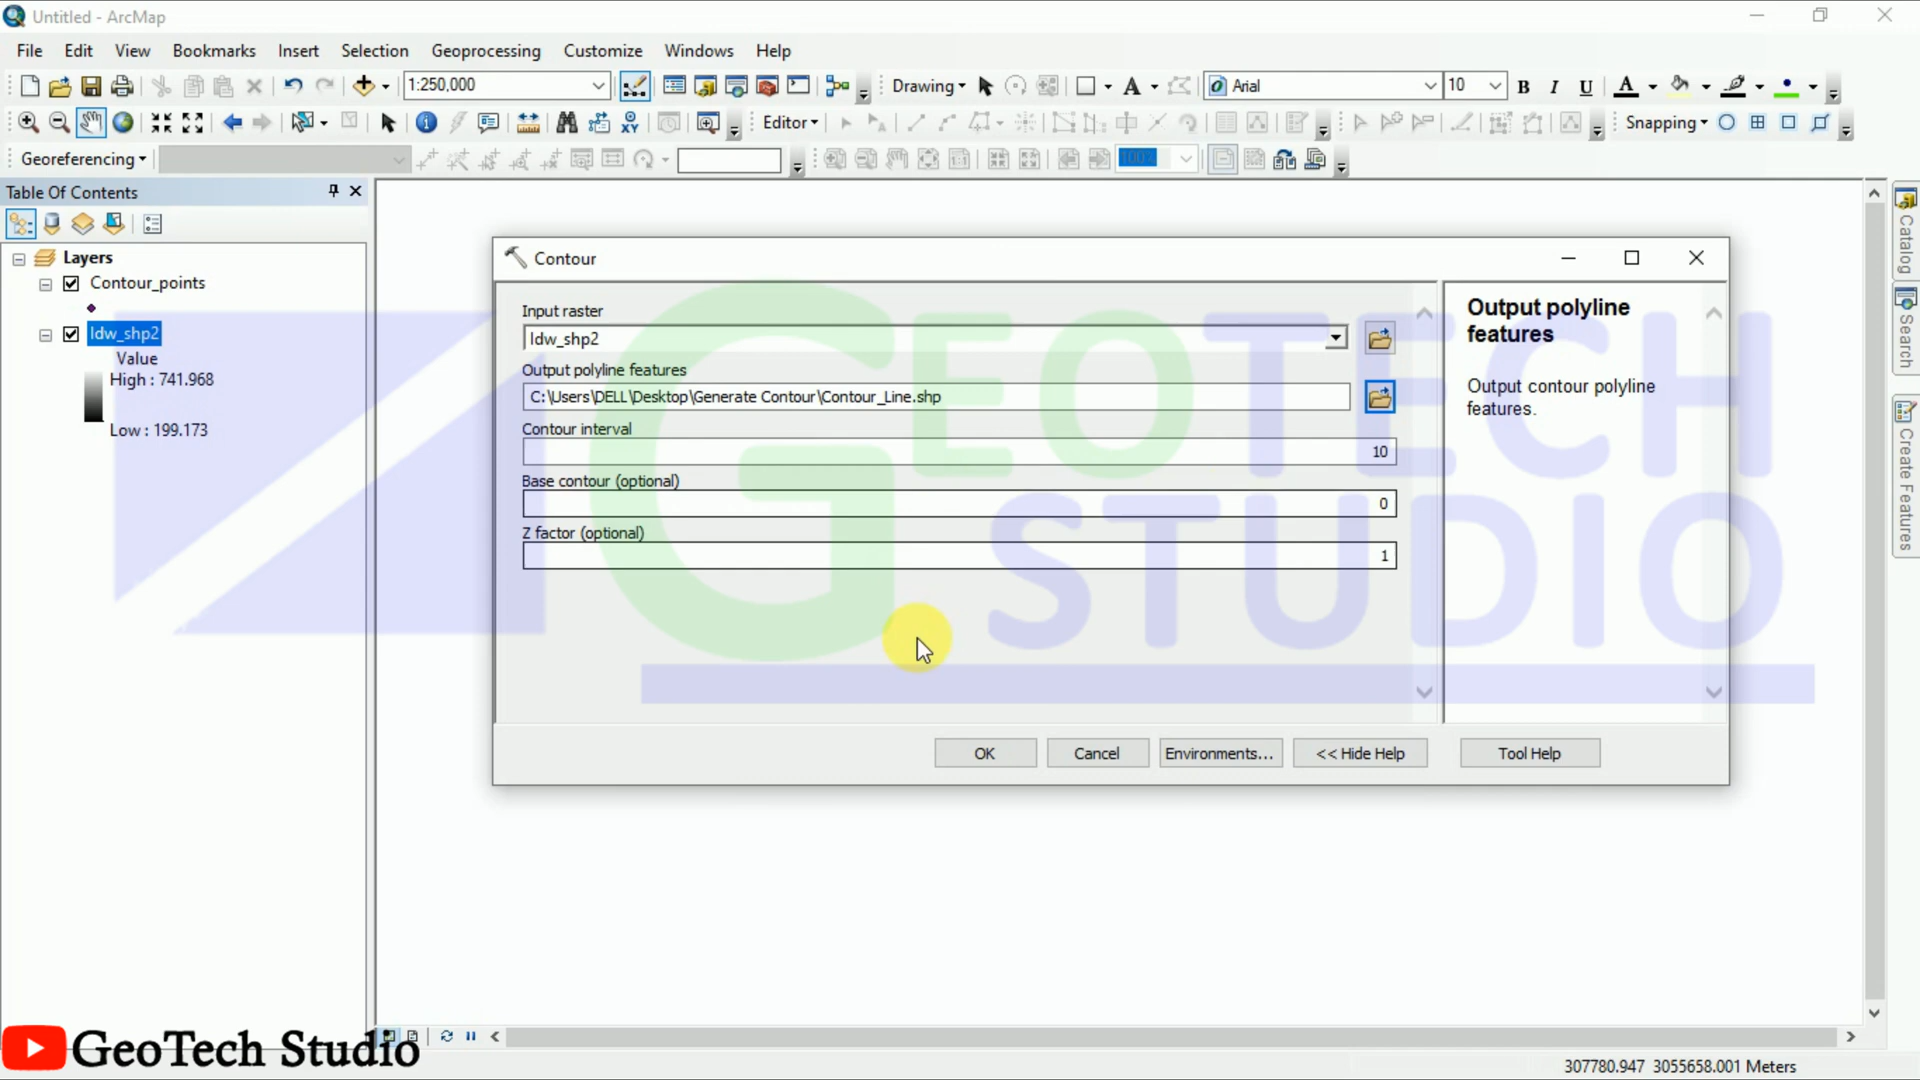 Untitled - ArcMap
File Edit View Bookmarks Insert Selection Geoprocessing Customize Windows Help
1:250,000 Drawing Arial 10 B I U A
Editor Snapping
Georeferencing 100%
Table Of Contents
Layers
Contour_points
Idw_shp2
Value
High : 741.968
Low : 199.173
Contour
Input raster
Idw_shp2
Output polyline features
C:\Users\DELL\Desktop\Generate Contour\Contour_Line.shp
Contour interval
10
Base contour (optional)
0
Z factor (optional)
1
Output polyline
features
Output contour polyline
features.
OK Cancel Environments... << Hide Help Tool Help
Catalog
Search
Create Features
GEOTECH
STUDIO
GeoTech Studio
307780.947 3055658.001 Meters